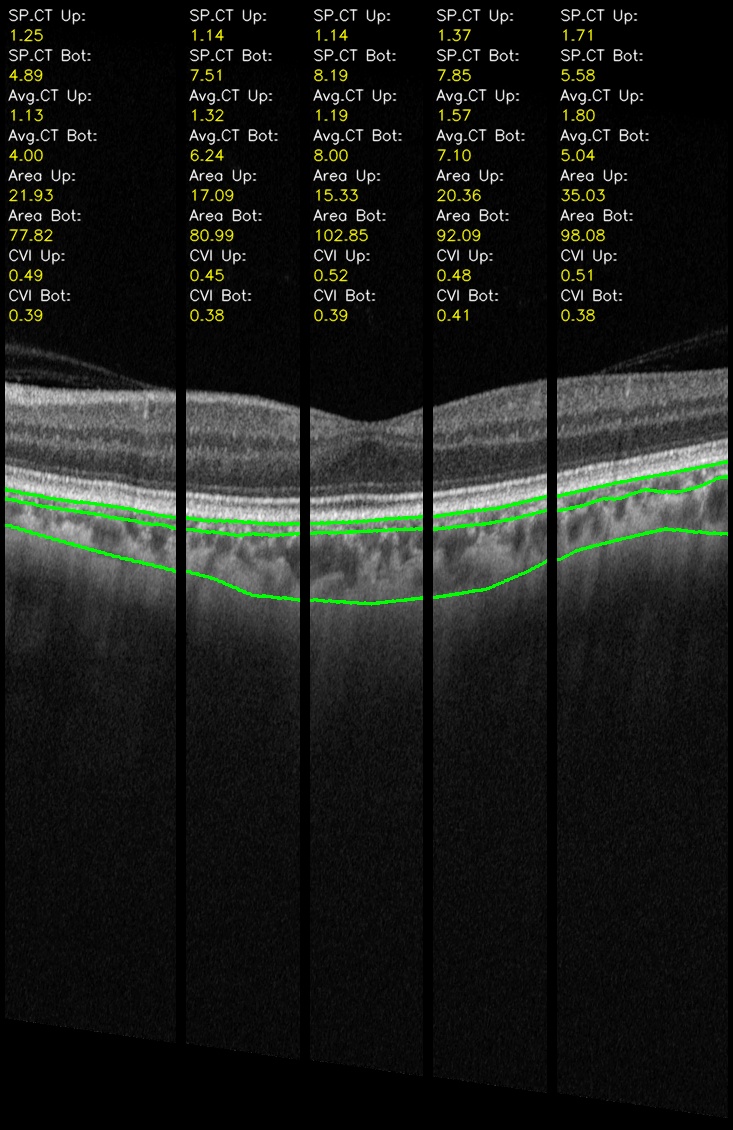 SP.CT Up: SP.CT Up: SP.CT Up: SP.CT Up: SP.CT Up:
1.25 1.14 1.14 1.37 1.71
SP.CT Bot: SP.CT Bot: SP.CT Bot: SP.CT Bot: SP.CT Bot:
4.89 7.51 8.19 7.85 5.58
Avg.CT Up: Avg.CT Up: Avg.CT Up: Avg.CT Up: Avg.CT Up:
1.13 1.32 1.19 1.57 1.80
Avg.CT Bot: Avg.CT Bot: Avg.CT Bot: Avg.CT Bot: Avg.CT Bot:
4.00 6.24 8.00 7.10 5.04
Area Up: Area Up: Area Up: Area Up: Area Up:
21.93 17.09 15.33 20.36 35.03
Area Bot: Area Bot: Area Bot: Area Bot: Area Bot:
77.82 80.99 102.85 92.09 98.08
CVI Up: CVI Up: CVI Up: CVI Up: CVI Up:
0.49 0.45 0.52 0.48 0.51
CVI Bot: CVI Bot: CVI Bot: CVI Bot: CVI Bot:
0.39 0.38 0.39 0.41 0.38